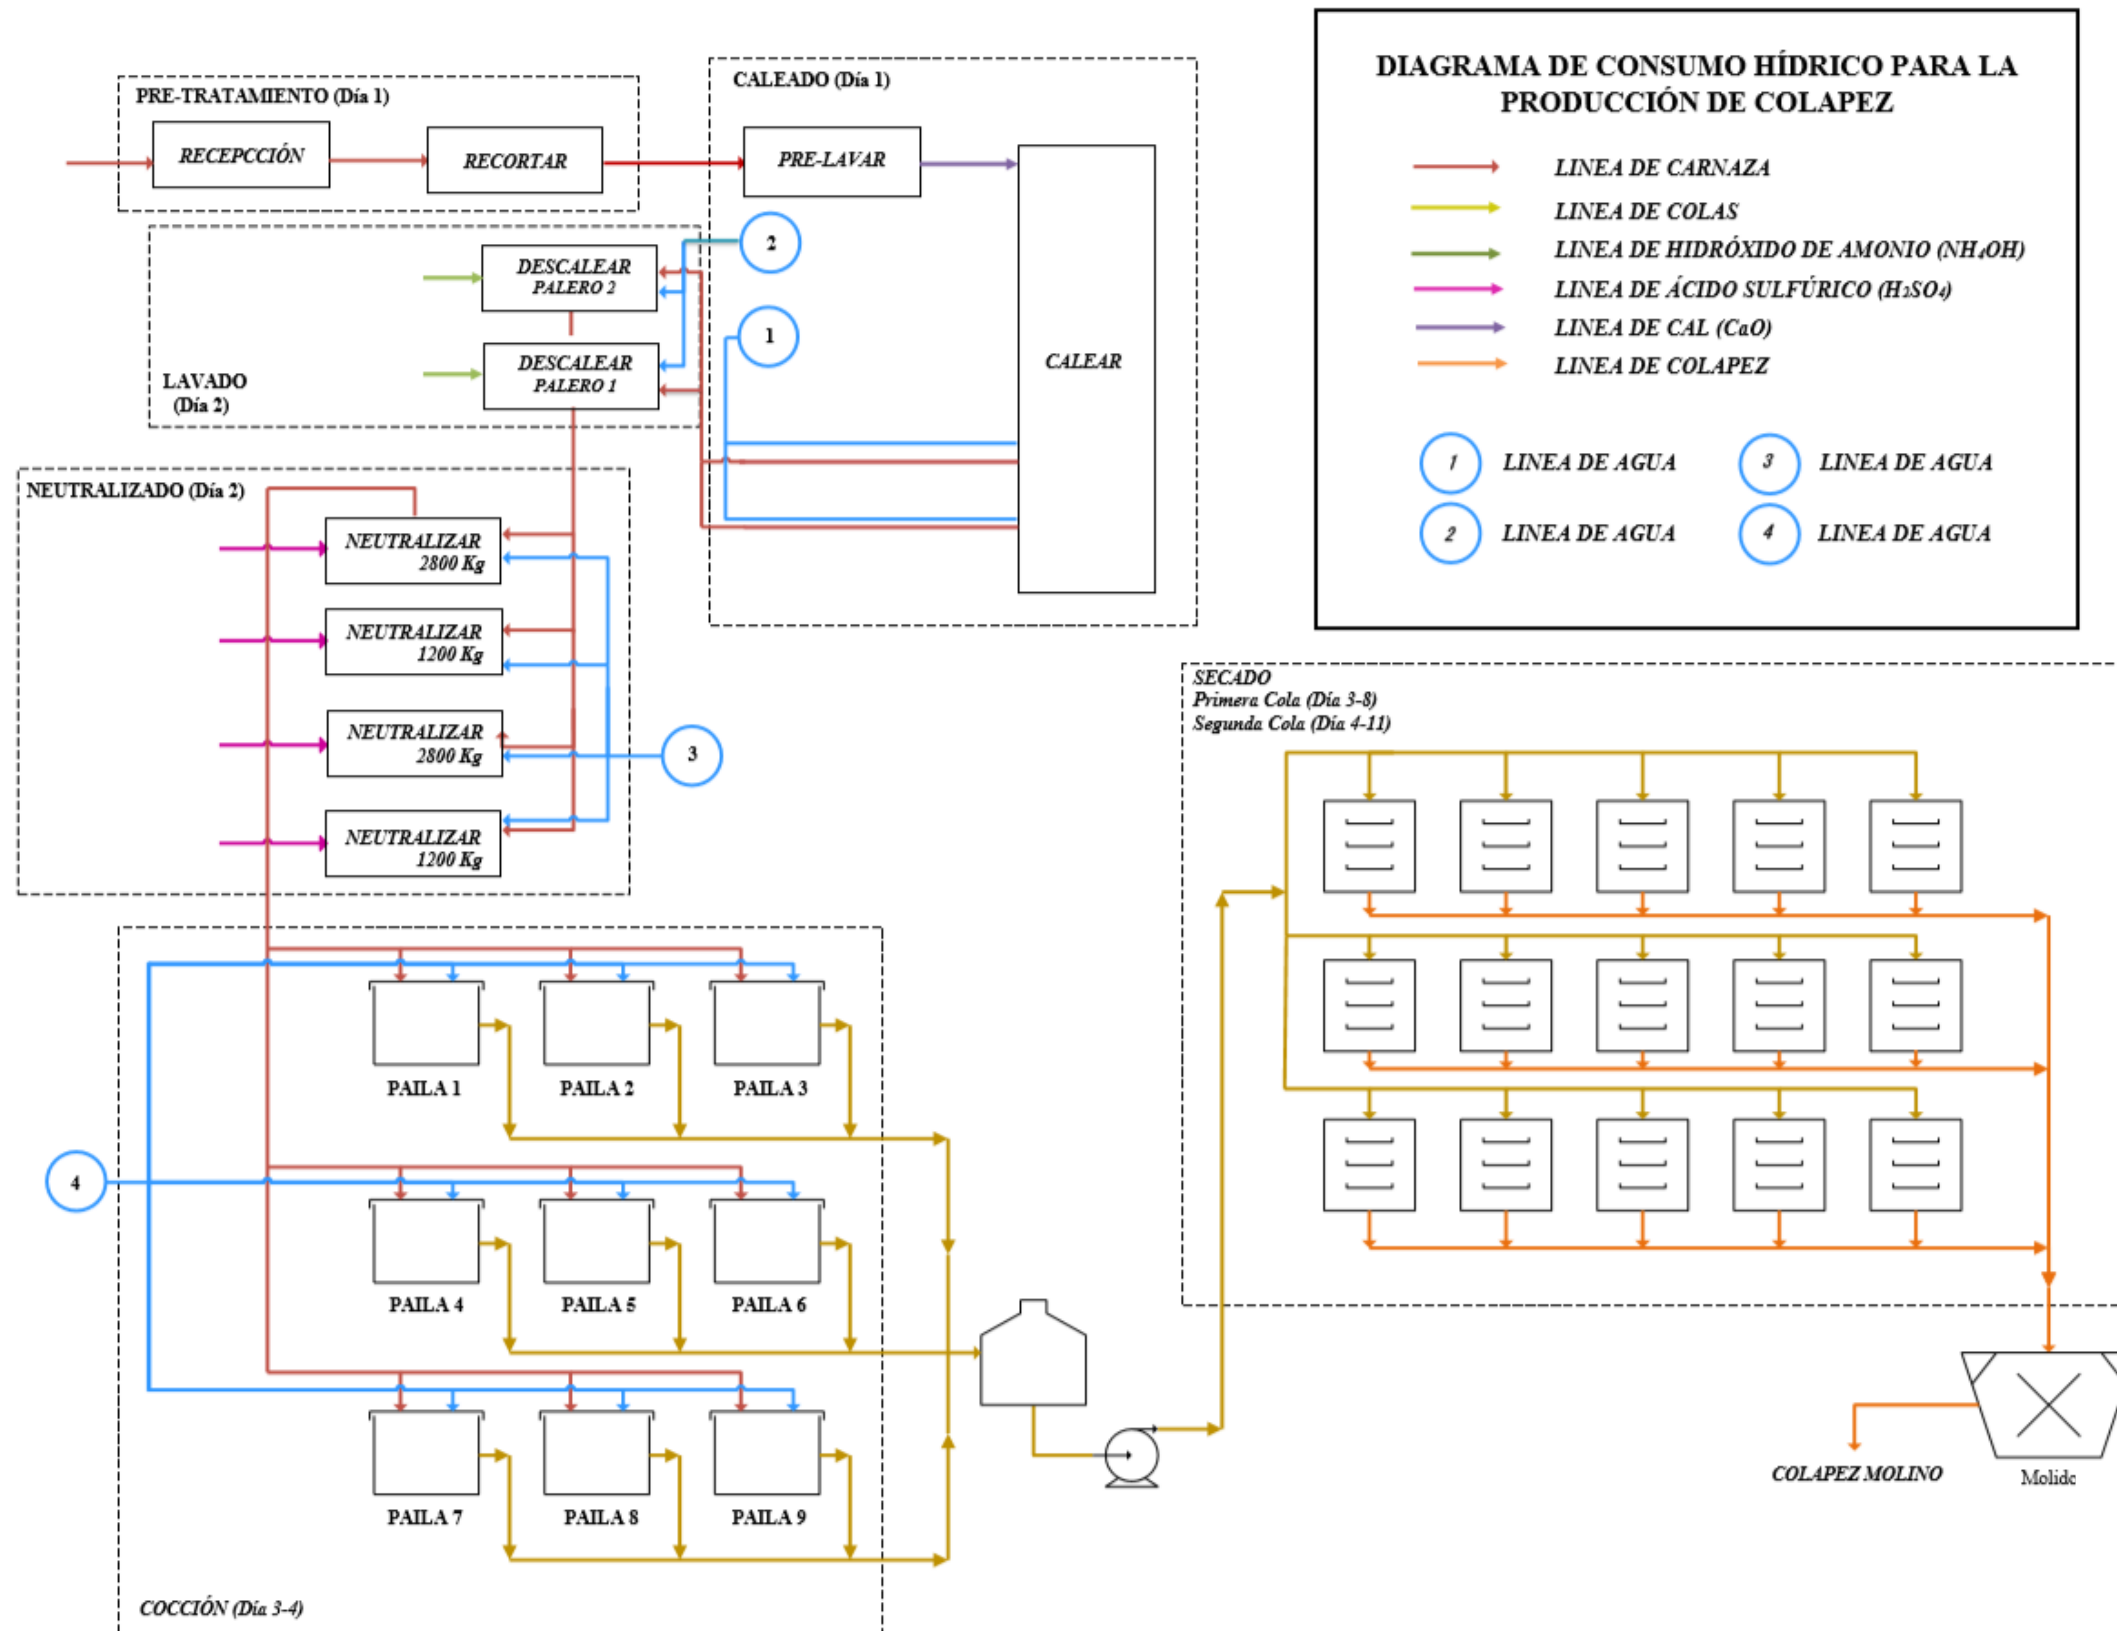 DIAGRAMA DE CONSUMO HÍDRICO PARA LA
PRODUCCIÓN DE COLAPEZ
LINEA DE CARNAZA
LINEA DE COLAS
LINEA DE HIDRÓXIDO DE AMONIO (NH₄OH)
LINEA DE ÁCIDO SULFÚRICO (H₂SO₄)
LINEA DE CAL (CaO)
LINEA DE COLAPEZ
1 LINEA DE AGUA
3 LINEA DE AGUA
2 LINEA DE AGUA
4 LINEA DE AGUA
PRE-TRATAMIENTO (Día 1)
RECEPCCIÓN
RECORTAR
CALEADO (Día 1)
PRE-LAVAR
CALEAR
2
1
DESCALEAR
PALERO 2
DESCALEAR
PALERO 1
LAVADO
(Día 2)
NEUTRALIZADO (Día 2)
NEUTRALIZAR
2800 Kg
NEUTRALIZAR
1200 Kg
NEUTRALIZAR
2800 Kg
NEUTRALIZAR
1200 Kg
3
SECADO
Primera Cola (Día 3-8)
Segunda Cola (Día 4-11)
PAILA 1
PAILA 2
PAILA 3
4
PAILA 4
PAILA 5
PAILA 6
PAILA 7
PAILA 8
PAILA 9
COCCIÓN (Día 3-4)
COLAPEZ MOLINO
Molidc